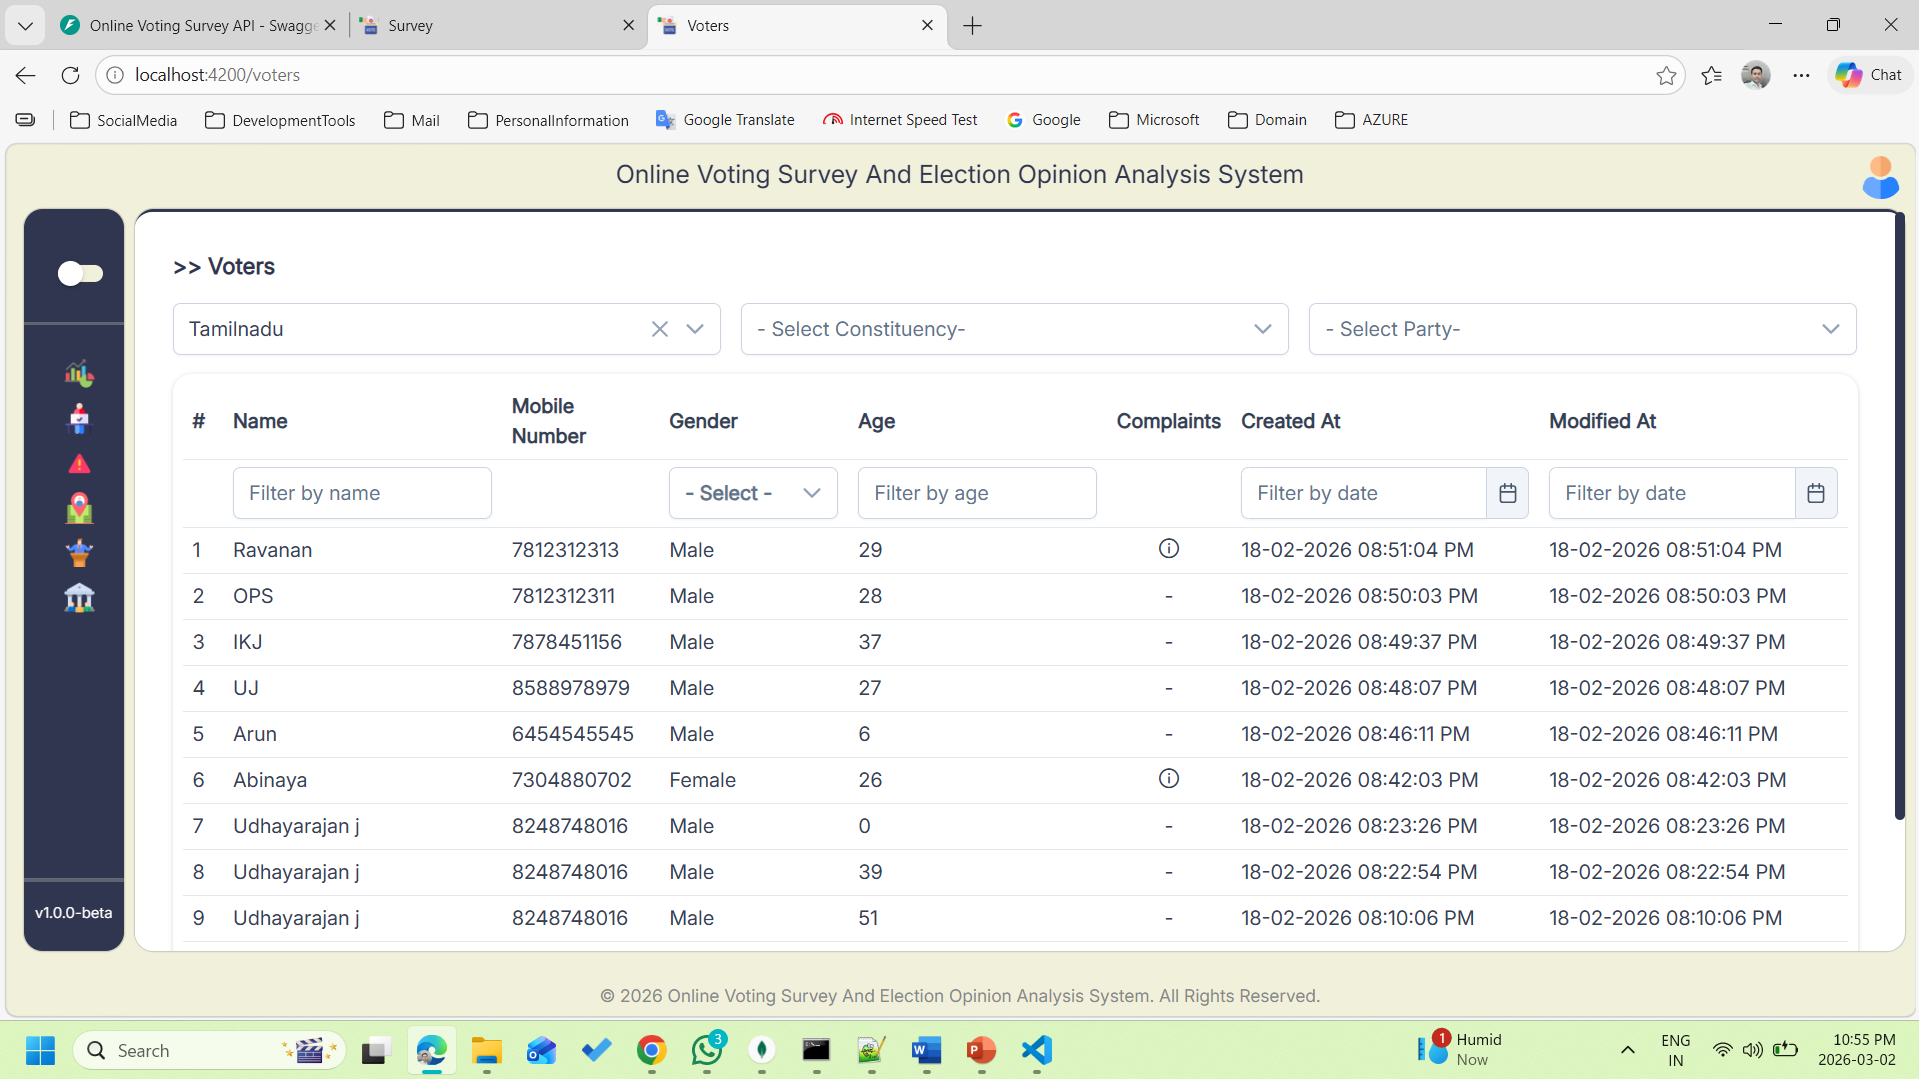 Online Voting Survey API - Swagge
Survey
Voters
localhost:4200/voters
Chat
SocialMedia
DevelopmentTools
Mail
PersonalInformation
Google Translate
Internet Speed Test
Google
Microsoft
Domain
AZURE
Online Voting Survey And Election Opinion Analysis System
>> Voters
Tamilnadu
- Select Constituency-
- Select Party-
# Name Mobile Number Gender Age Complaints Created At Modified At
Filter by name - Select - Filter by age Filter by date Filter by date
1 Ravanan 7812312313 Male 29 18-02-2026 08:51:04 PM 18-02-2026 08:51:04 PM
2 OPS 7812312311 Male 28 - 18-02-2026 08:50:03 PM 18-02-2026 08:50:03 PM
3 IKJ 7878451156 Male 37 - 18-02-2026 08:49:37 PM 18-02-2026 08:49:37 PM
4 UJ 8588978979 Male 27 - 18-02-2026 08:48:07 PM 18-02-2026 08:48:07 PM
5 Arun 6454545545 Male 6 - 18-02-2026 08:46:11 PM 18-02-2026 08:46:11 PM
6 Abinaya 7304880702 Female 26 18-02-2026 08:42:03 PM 18-02-2026 08:42:03 PM
7 Udhayarajan j 8248748016 Male 0 - 18-02-2026 08:23:26 PM 18-02-2026 08:23:26 PM
8 Udhayarajan j 8248748016 Male 39 - 18-02-2026 08:22:54 PM 18-02-2026 08:22:54 PM
9 Udhayarajan j 8248748016 Male 51 - 18-02-2026 08:10:06 PM 18-02-2026 08:10:06 PM
v1.0.0-beta
© 2026 Online Voting Survey And Election Opinion Analysis System. All Rights Reserved.
Search
3
1
Humid
Now
ENG
IN
10:55 PM
2026-03-02